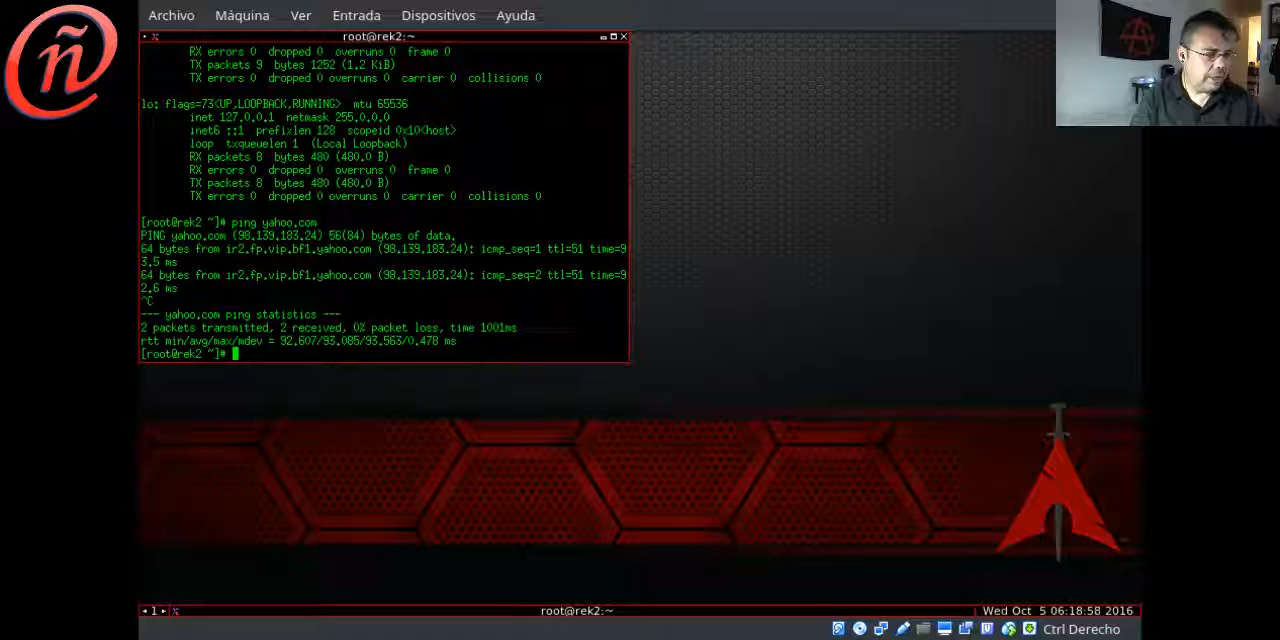 ñ
Archivo Máquina Ver Entrada Dispositivos Ayuda
root@rek2:~
RX errors 0  dropped 0  overruns 0  frame 0
TX packets 9  bytes 1252 (1.2 KiB)
TX errors 0  dropped 0 overruns 0  carrier 0  collisions 0
lo: flags=73<UP,LOOPBACK,RUNNING>  mtu 65536
inet 127.0.0.1  netmask 255.0.0.0
inet6 ::1  prefixlen 128  scopeid 0x10<host>
loop  txqueuelen 1  (Local Loopback)
RX packets 8  bytes 480 (480.0 B)
RX errors 0  dropped 0  overruns 0  frame 0
TX packets 8  bytes 480 (480.0 B)
TX errors 0  dropped 0 overruns 0  carrier 0  collisions 0
[root@rek2 ~]# ping yahoo.com
PING yahoo.com (98.139.183.24) 56(84) bytes of data.
64 bytes from ir2.fp.vip.bf1.yahoo.com (98.139.183.24): icmp_seq=1 ttl=51 time=9
3.5 ms
64 bytes from ir2.fp.vip.bf1.yahoo.com (98.139.183.24): icmp_seq=2 ttl=51 time=9
2.6 ms
^C
--- yahoo.com ping statistics ---
2 packets transmitted, 2 received, 0% packet loss, time 1001ms
rtt min/avg/max/mdev = 92.607/93.085/93.563/0.478 ms
[root@rek2 ~]#
1 root@rek2:~ Wed Oct  5 06:18:58 2016
Ctrl Derecho